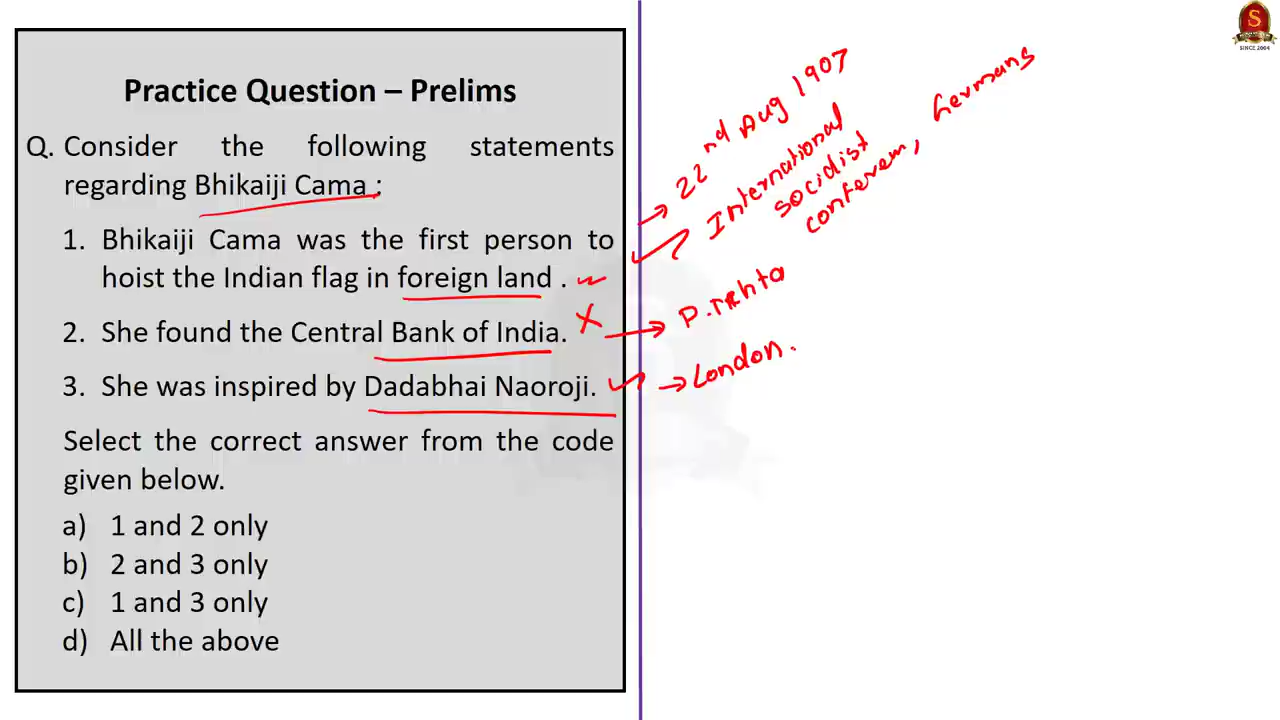 S
SINCE 2004
Practice Question – Prelims
Q. Consider the following statements
regarding Bhikaiji Cama :
1. Bhikaiji Cama was the first person to
hoist the Indian flag in foreign land .
2. She found the Central Bank of India.
3. She was inspired by Dadabhai Naoroji.
Select the correct answer from the code
given below.
a) 1 and 2 only
b) 2 and 3 only
c) 1 and 3 only
d) All the above
→ 22nd Aug 1907
International
socidist
conferem, Germans
→ London.